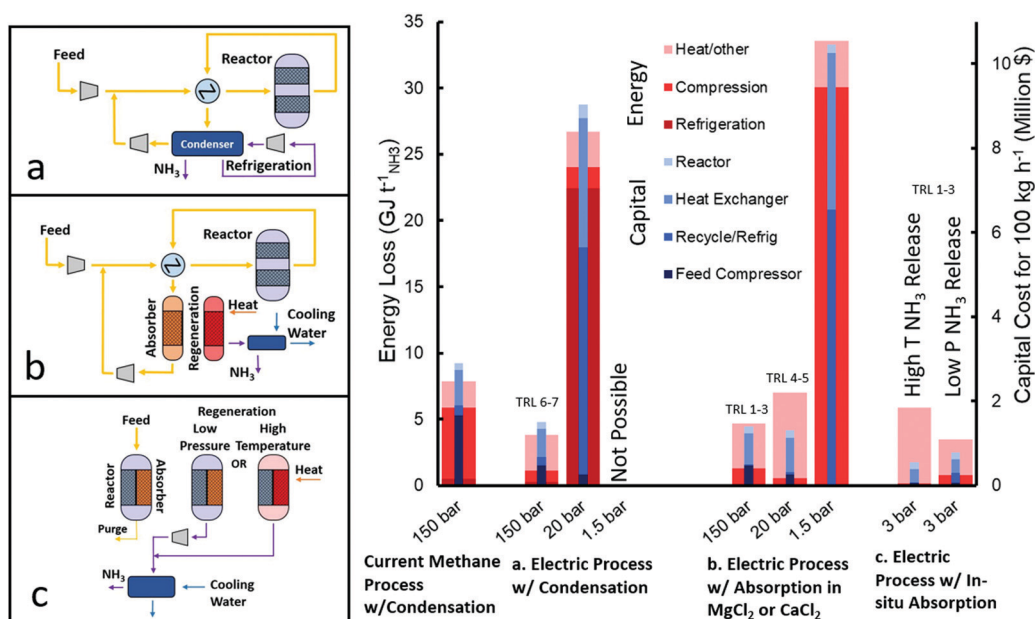 Feed
Reactor
Condenser
NH₃
Refrigeration
a
Feed
Reactor
Absorber
Regeneration
Heat
Cooling
Water
NH₃
b
Regeneration
Feed
Low
Pressure
High
Temperature
OR
Heat
Reactor
Absorber
Purge
NH₃
Cooling
Water
c
Energy Loss (GJ t⁻¹NH3)
35
30
25
20
15
10
5
0
Energy
Heat/other
Compression
Refrigeration
Capital
Reactor
Heat Exchanger
Recycle/Refrig
Feed Compressor
TRL 6-7
Not Possible
TRL 1-3
TRL 4-5
TRL 1-3
High T NH₃ Release
Low P NH₃ Release
10
8
6
4
2
0
Capital Cost for 100 kg h⁻¹ (Million $)
150 bar
150 bar
20 bar
1.5 bar
150 bar
20 bar
1.5 bar
3 bar
3 bar
Current Methane
Process
w/Condensation
a. Electric Process
w/ Condensation
b. Electric Process
w/ Absorption in
MgCl₂ or CaCl₂
c. Electric
Process w/ In-
situ Absorption